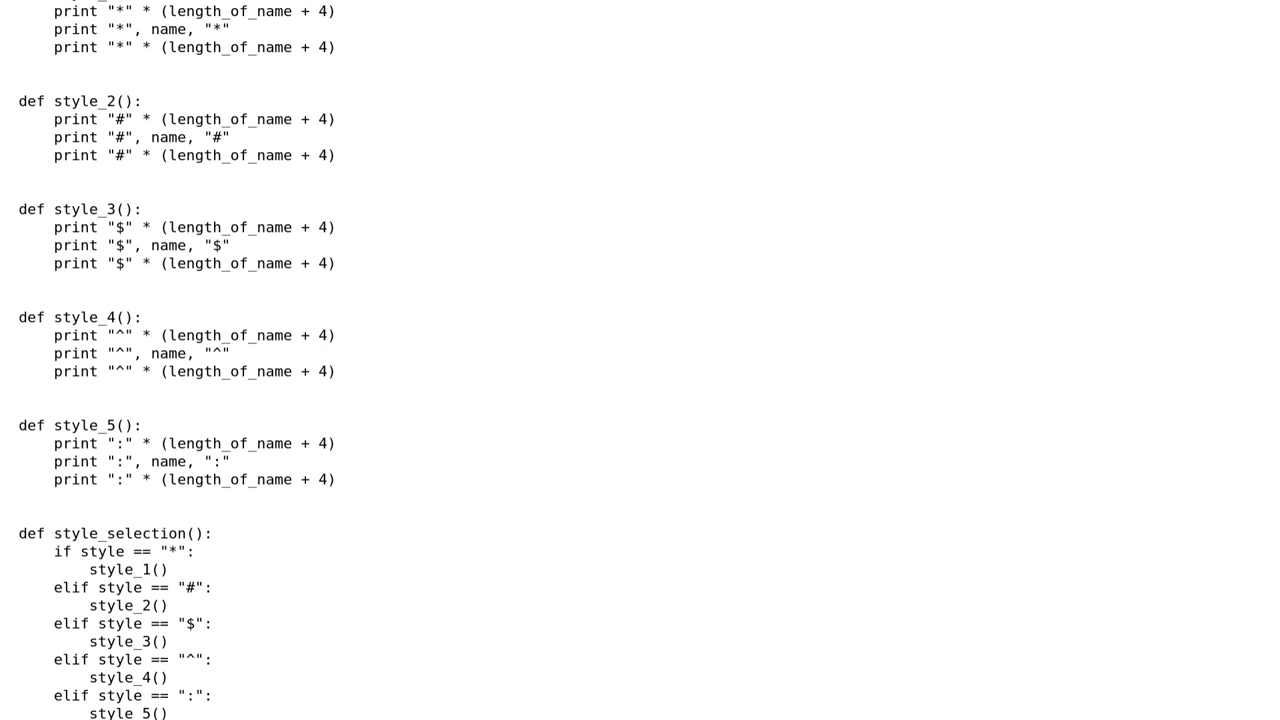 print "*" * (length_of_name + 4)
    print "*", name, "*"
    print "*" * (length_of_name + 4)


def style_2():
    print "#" * (length_of_name + 4)
    print "#", name, "#"
    print "#" * (length_of_name + 4)


def style_3():
    print "$" * (length_of_name + 4)
    print "$", name, "$"
    print "$" * (length_of_name + 4)


def style_4():
    print "^" * (length_of_name + 4)
    print "^", name, "^"
    print "^" * (length_of_name + 4)


def style_5():
    print ":" * (length_of_name + 4)
    print ":", name, ":"
    print ":" * (length_of_name + 4)


def style_selection():
    if style == "*":
        style_1()
    elif style == "#":
        style_2()
    elif style == "$":
        style_3()
    elif style == "^":
        style_4()
    elif style == ":":
        style_5()